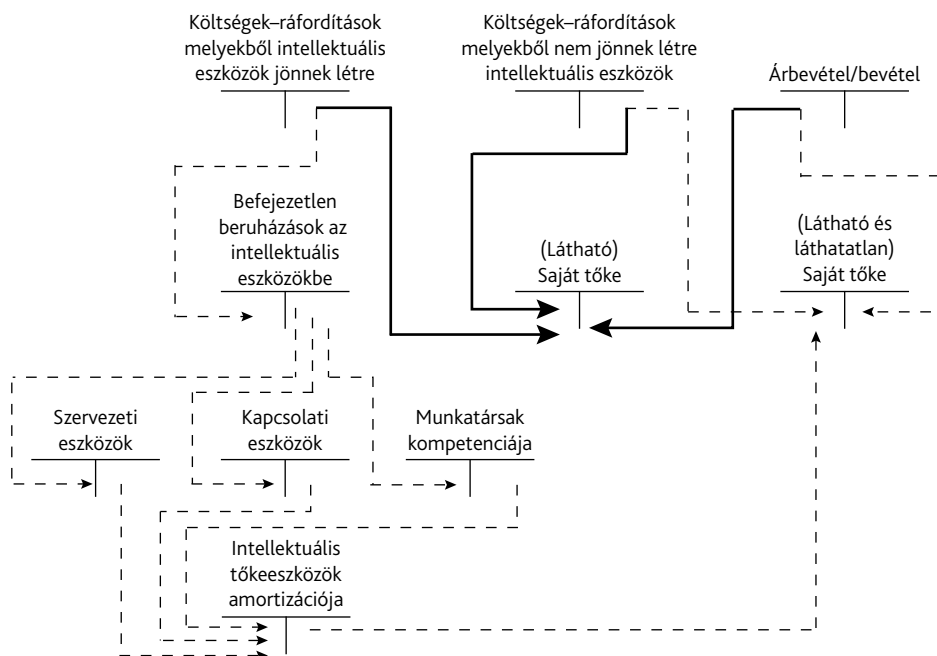 Költségek–ráfordítások
melyekből intellektuális
eszközök jönnek létre
Költségek–ráfordítások
melyekből nem jönnek létre
intellektuális eszközök
Árbevétel/bevétel
Befejezetlen
beruházások az
intellektuális
eszközökbe
(Látható)
Saját tőke
(Látható és
láthatatlan)
Saját tőke
Szervezeti
eszközök
Kapcsolati
eszközök
Munkatársak
kompetenciája
Intellektuális
tőkeeszközök
amortizációja